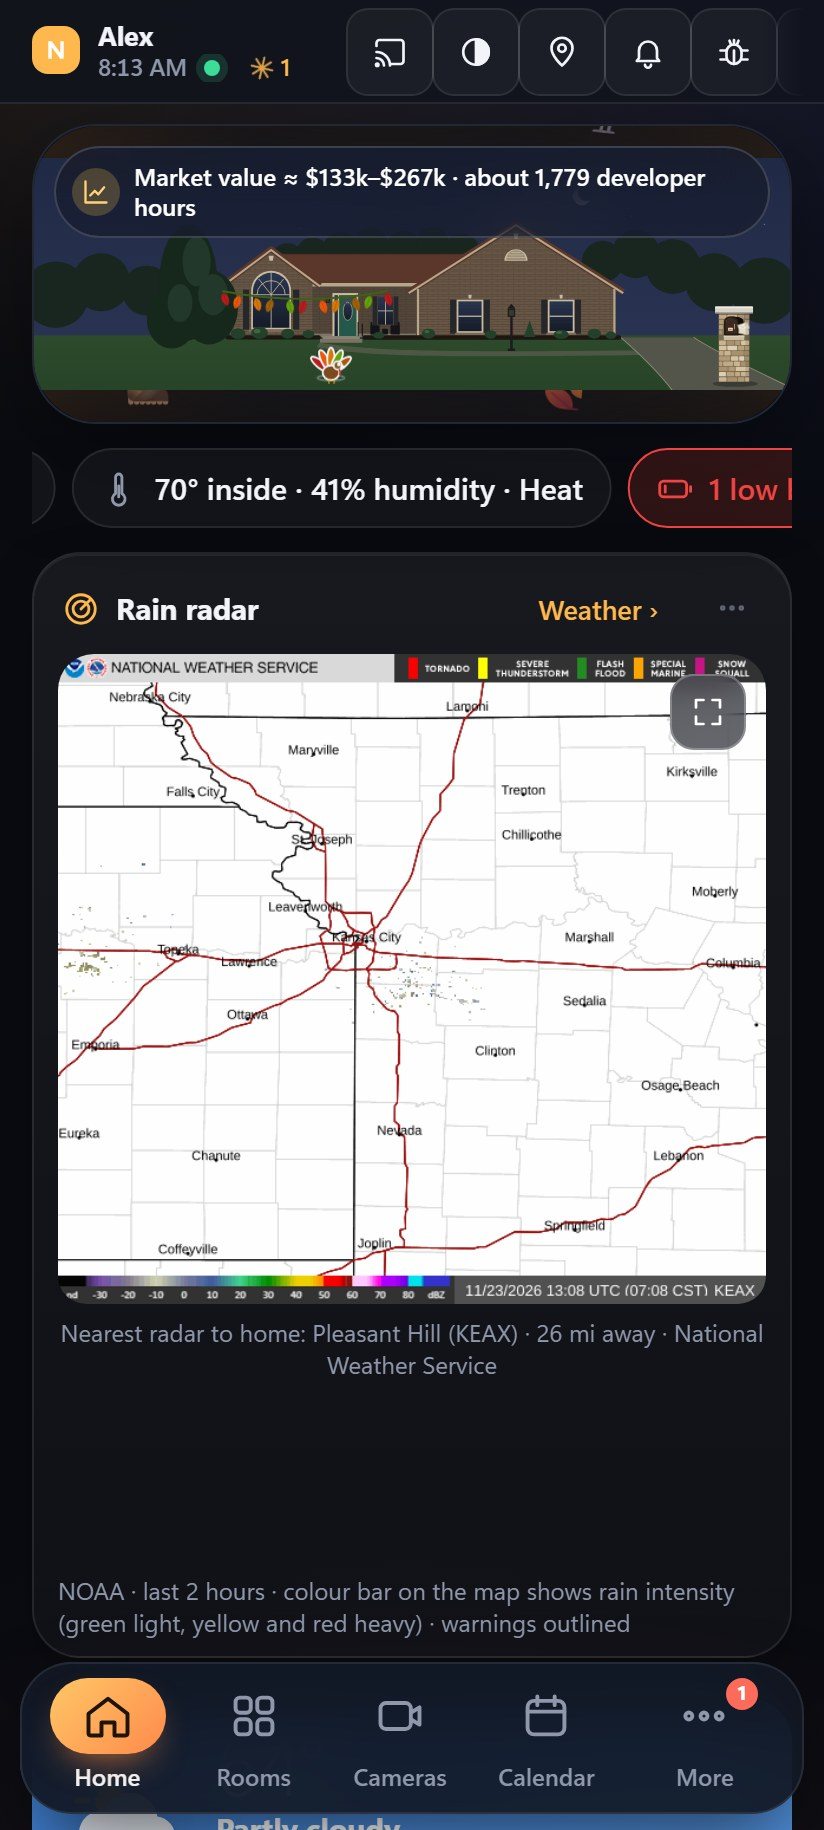 N
Alex
8:13 AM
1
Market value ≈ $133k–$267k · about 1,779 developer
hours
70° inside · 41% humidity · Heat
1 low
Rain radar
Weather ›
NATIONAL WEATHER SERVICE
TORNADO
SEVERE THUNDERSTORM
FLASH FLOOD
SPECIAL MARINE
SNOW SQUALL
Nebraska City
Lamoni
Maryville
Kirksville
Falls City
Trenton
St. Joseph
Chillicothe
Moberly
Leavenworth
Kansas City
Marshall
Topeka
Lawrence
Columbia
Sedalia
Ottawa
Emporia
Clinton
Osage Beach
Eureka
Nevada
Chanute
Lebanon
Springfield
Coffeyville
Joplin
nd -30 -20 -10 0 10 20 30 40 50 60 70 80 dBZ
11/23/2026 13:08 UTC (07:08 CST) KEAX
Nearest radar to home: Pleasant Hill (KEAX) · 26 mi away · National
Weather Service
NOAA · last 2 hours · colour bar on the map shows rain intensity
(green light, yellow and red heavy) · warnings outlined
1
Home
Rooms
Cameras
Calendar
More
Partly cloudy